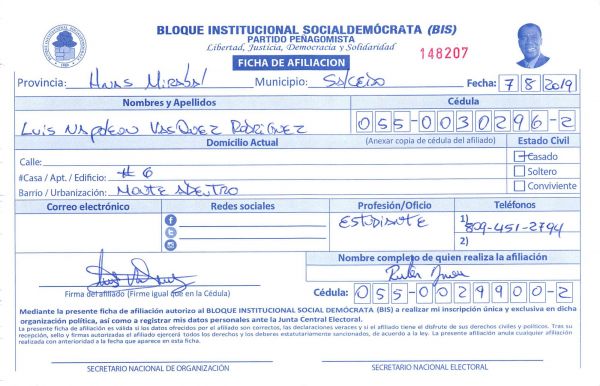 BLOQUE INSTITUCIONAL SOCIALDEMÓCRATA (BIS)
PARTIDO PEÑAGOMISTA
Libertad, Justicia, Democracia y Solidaridad
FICHA DE AFILIACION
148207
Provincia: Hnas Mirabal Municipio: Salcedo Fecha: 7/8/2019
Nombres y Apellidos Cédula
Luis Napoleon Vasquez Rodriguez 055-0030296-2
Domicilio Actual (Anexar copia de cédula del afiliado) Estado Civil
Calle: Casado
#Casa / Apt. / Edificio: #6 Soltero
Barrio / Urbanización: Monte Adentro Conviviente
Correo electrónico Redes sociales Profesión/Oficio Teléfonos
Estudiante 1) 809-451-2794
2)
Nombre completo de quien realiza la afiliación
Firma del afiliado (Firme igual que en la Cédula) Cédula: 055-0029900-2
Mediante la presente ficha de afiliación autorizo al BLOQUE INSTITUCIONAL SOCIAL DEMÓCRATA (BIS) a realizar mi inscripción única y exclusiva en dicha
organización política, así como a registrar mis datos personales ante la Junta Central Electoral.
La presente ficha de afiliación es válida si los datos ofrecidos por el afiliado son correctos, las declaraciones veraces y si el afiliado tiene el disfrute de sus derechos civiles y políticos. Tras su
recepción, sello y firmas autorizadas el afiliado ejercerá todos los derechos y los deberes estatutariamente sancionados, de acuerdo a la ley. La presente afiliación anula cualquier afiliación
realizada con anterioridad a la fecha que aparece en esta ficha.
SECRETARIO NACIONAL DE ORGANIZACIÓN SECRETARIO NACIONAL ELECTORAL